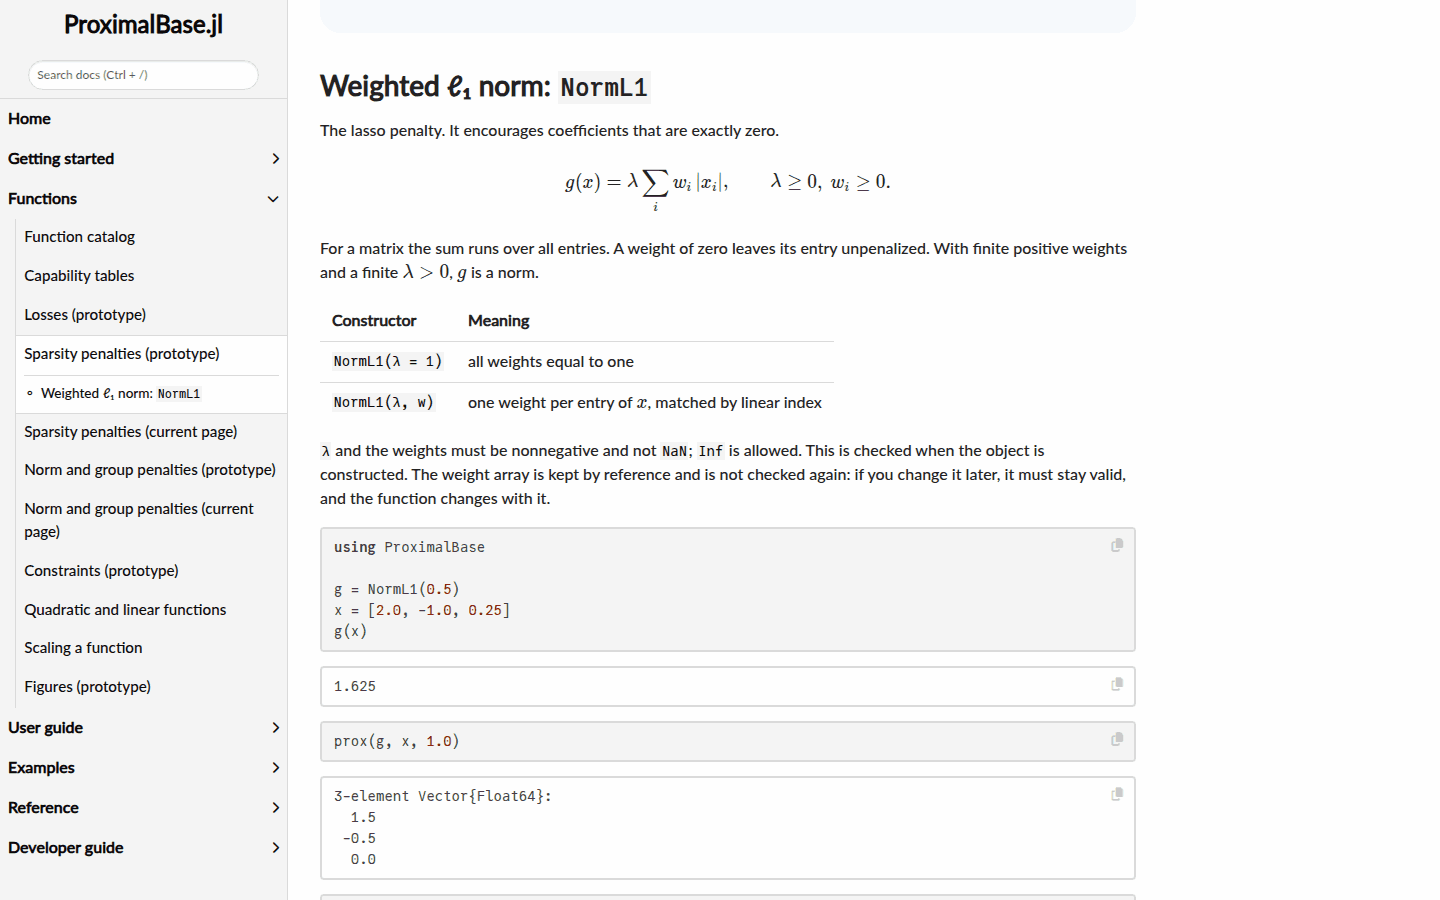 ProximalBase.jl
Search docs (Ctrl + /)
Home
Getting started
Functions
Function catalog
Capability tables
Losses (prototype)
Sparsity penalties (prototype)
Weighted ℓ₁ norm: NormL1
Sparsity penalties (current page)
Norm and group penalties (prototype)
Norm and group penalties (current
page)
Constraints (prototype)
Quadratic and linear functions
Scaling a function
Figures (prototype)
User guide
Examples
Reference
Developer guide
Weighted ℓ₁ norm: NormL1
The lasso penalty. It encourages coefficients that are exactly zero.
g(x) = λ ∑_i w_i |x_i|, λ ≥ 0, w_i ≥ 0.
For a matrix the sum runs over all entries. A weight of zero leaves its entry unpenalized. With finite positive weights
and a finite λ > 0, g is a norm.
Constructor Meaning
NormL1(λ = 1) all weights equal to one
NormL1(λ, w) one weight per entry of x, matched by linear index
λ and the weights must be nonnegative and not NaN; Inf is allowed. This is checked when the object is
constructed. The weight array is kept by reference and is not checked again: if you change it later, it must stay valid,
and the function changes with it.
using ProximalBase
g = NormL1(0.5)
x = [2.0, -1.0, 0.25]
g(x)
1.625
prox(g, x, 1.0)
3-element Vector{Float64}:
1.5
-0.5
0.0